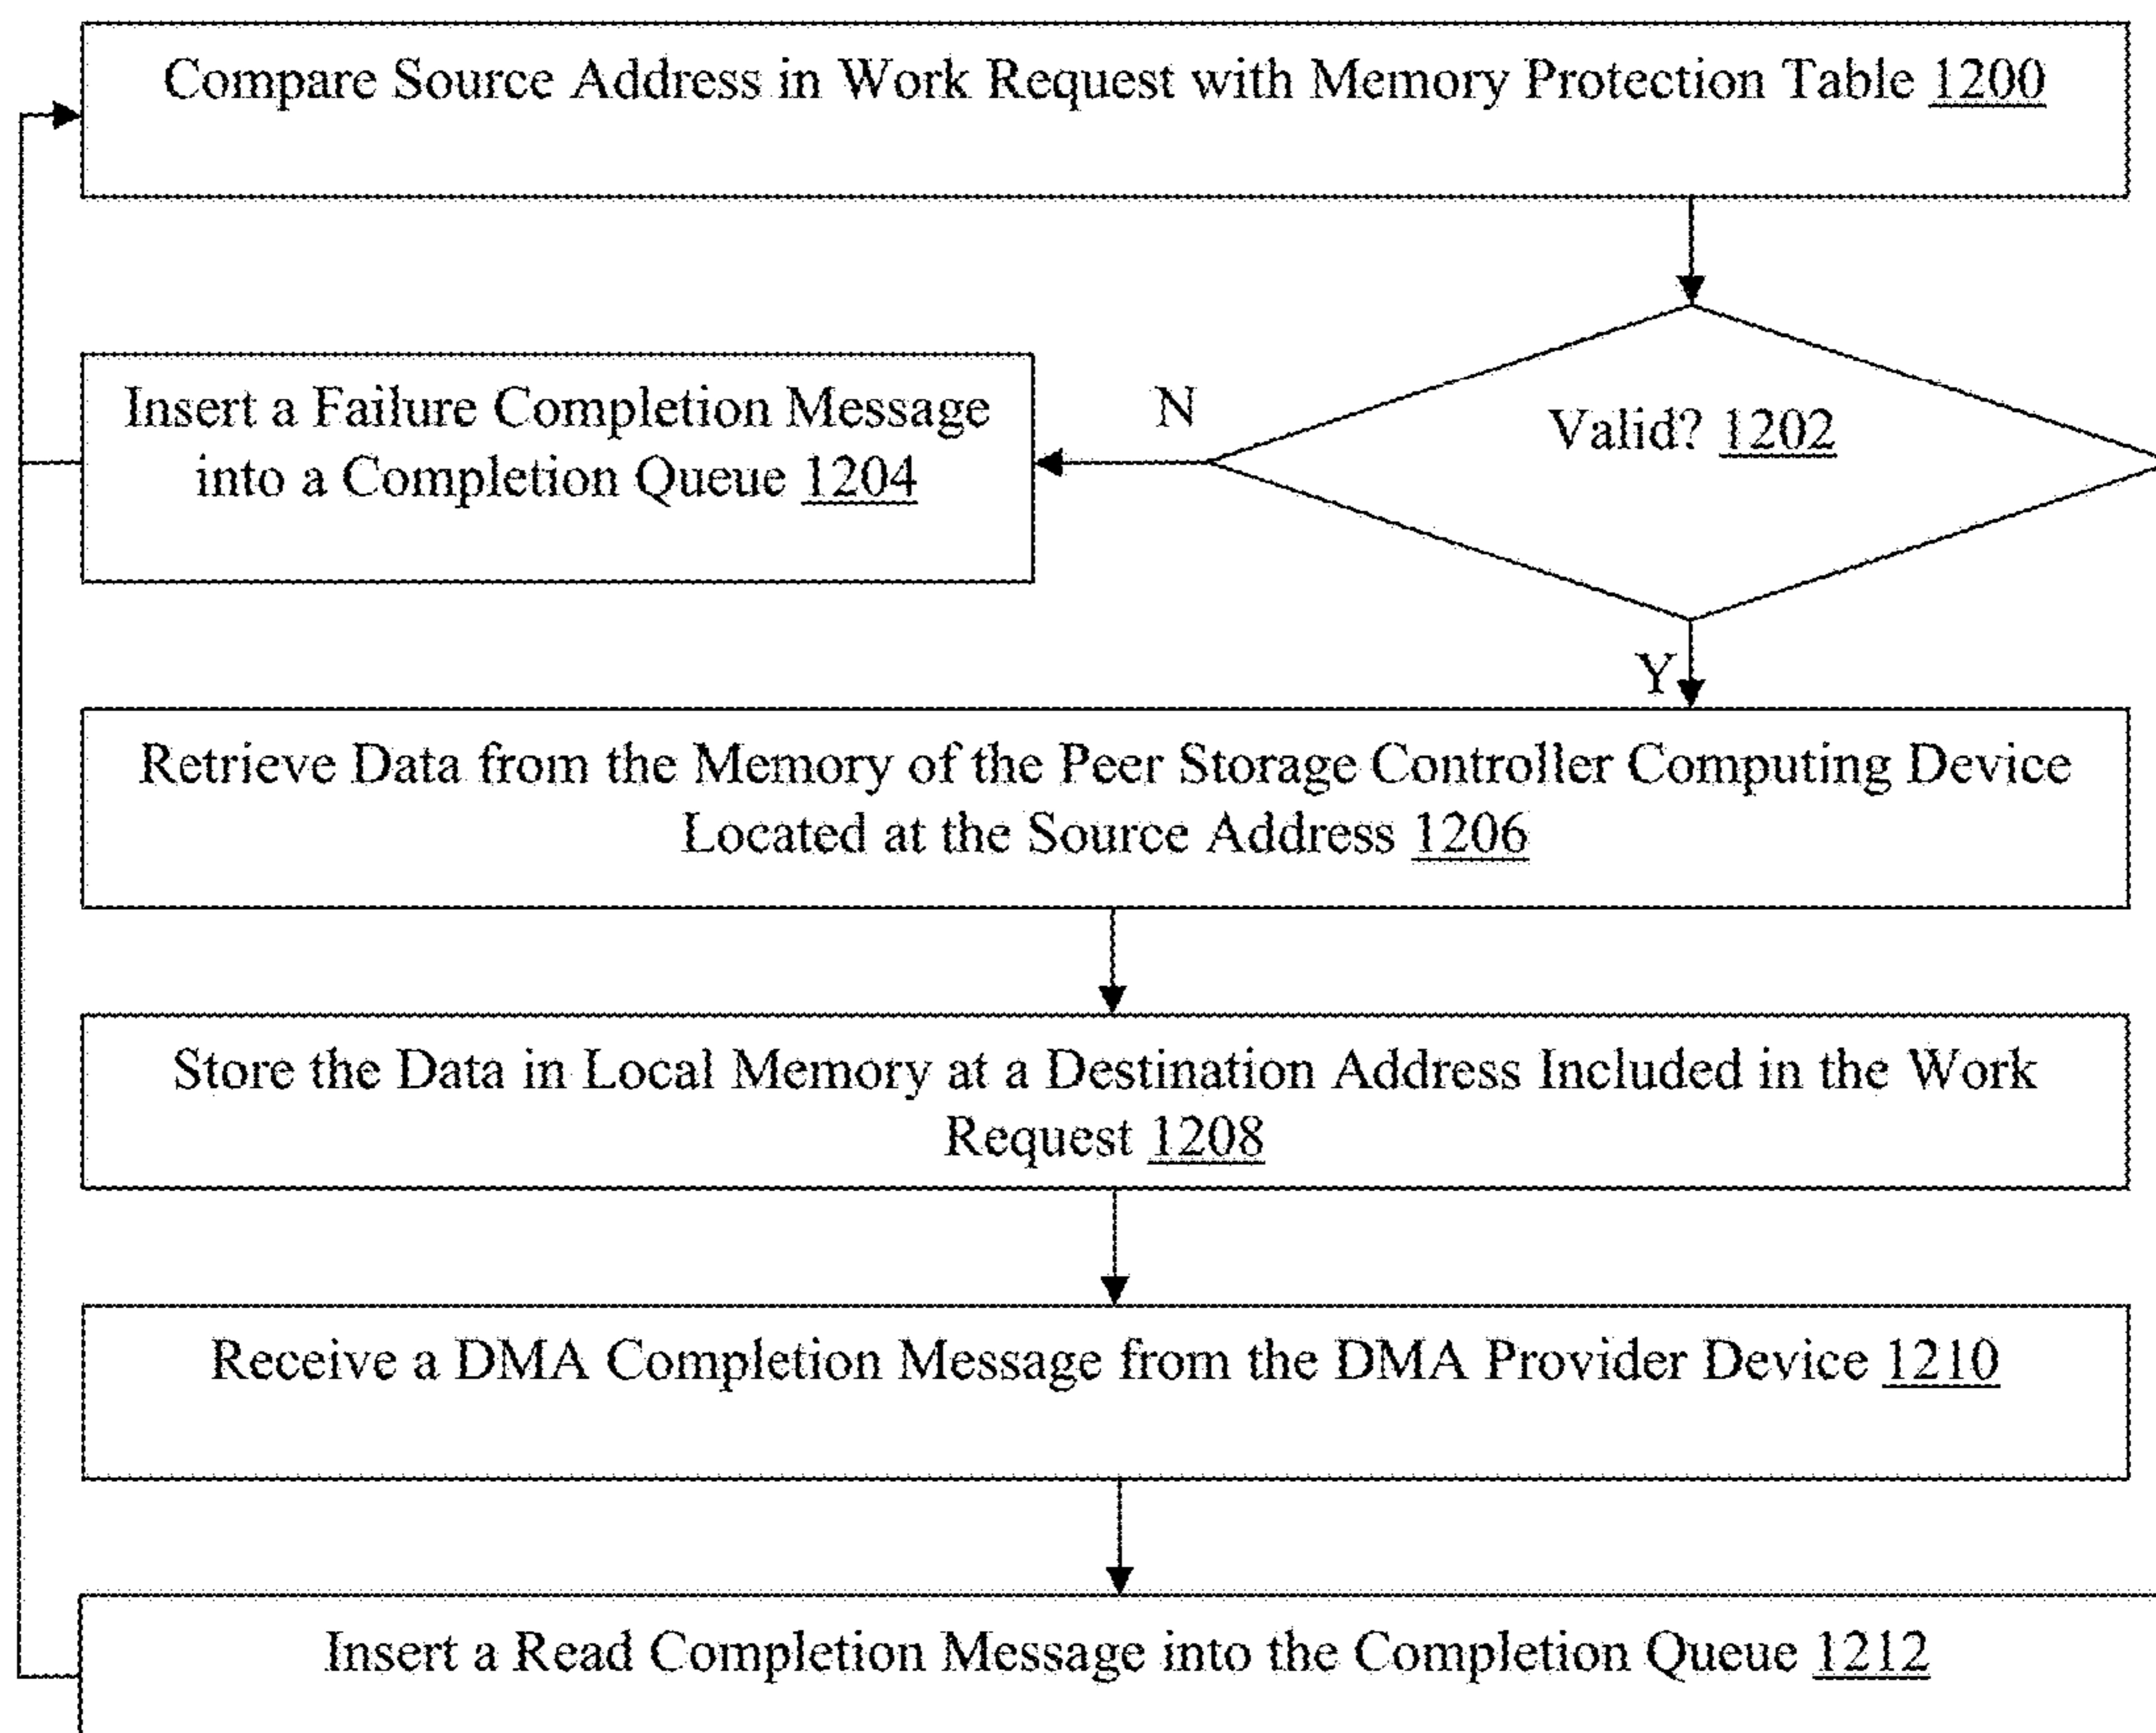 Compare Source Address in Work Request with Memory Protection Table 1200
Insert a Failure Completion Message
into a Completion Queue 1204
N
Valid? 1202
Y
Retrieve Data from the Memory of the Peer Storage Controller Computing Device
Located at the Source Address 1206
Store the Data in Local Memory at a Destination Address Included in the Work
Request 1208
Receive a DMA Completion Message from the DMA Provider Device 1210
Insert a Read Completion Message into the Completion Queue 1212